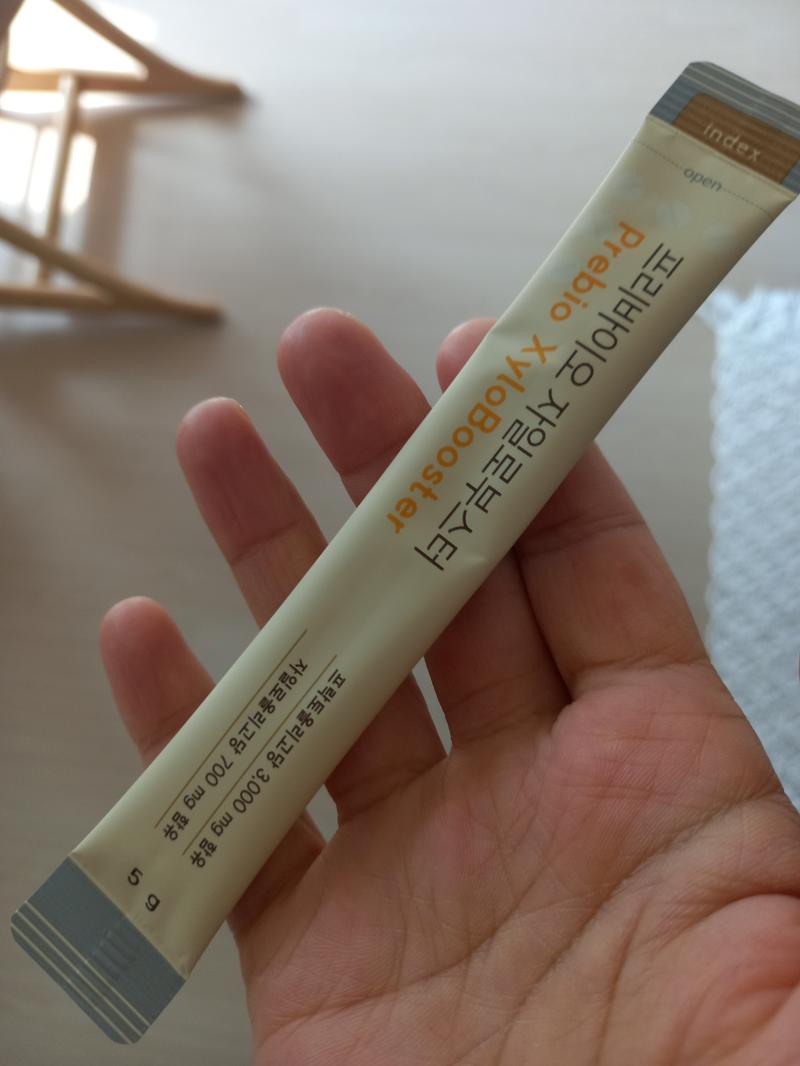 index
open
프리바이오 자일로부스터
Prebio XyloBooster
프락토올리고당 3,000 mg 함유
자일로올리고당 700 mg 함유
5 g